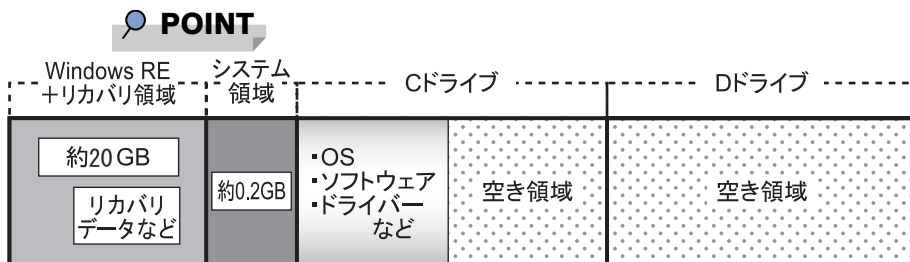 POINT
Windows RE
+リカバリ領域
システム
領域
Cドライブ
Dドライブ
約20GB
リカバリ
データなど
約0.2GB
・OS
・ソフトウェア
・ドライバー
など
空き領域
空き領域